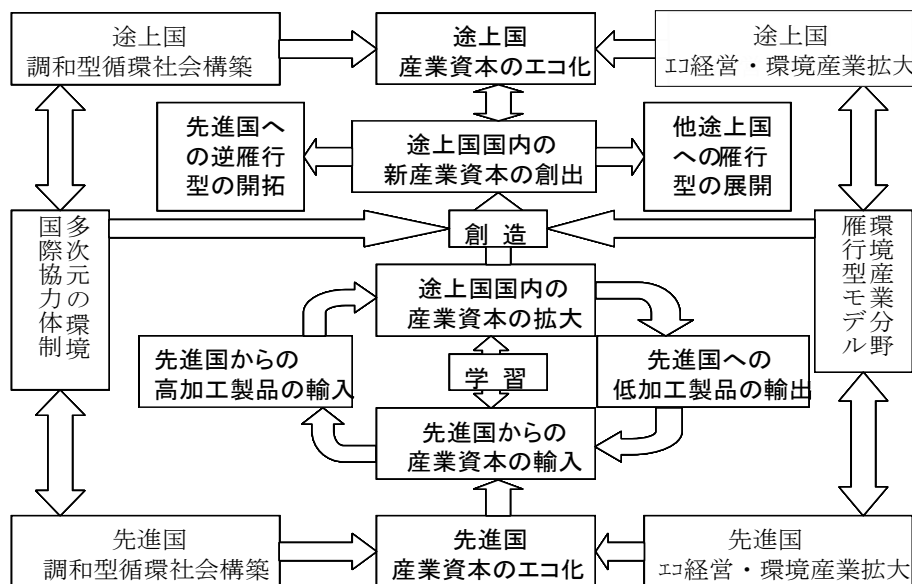 途上国
調和型循環社会構築
途上国
産業資本のエコ化
途上国
エコ経営・環境産業拡大
先進国へ
の逆雁行
型の開拓
途上国国内の
新産業資本の創出
他途上国
への雁行
型の展開
多次元の環境
国際協力体制
創 造
環境産業分野
雁行型モデル
途上国国内の
産業資本の拡大
先進国からの
高加工製品の輸入
学 習
先進国への
低加工製品の輸出
先進国からの
産業資本の輸入
先進国
調和型循環社会構築
先進国
産業資本のエコ化
先進国
エコ経営・環境産業拡大